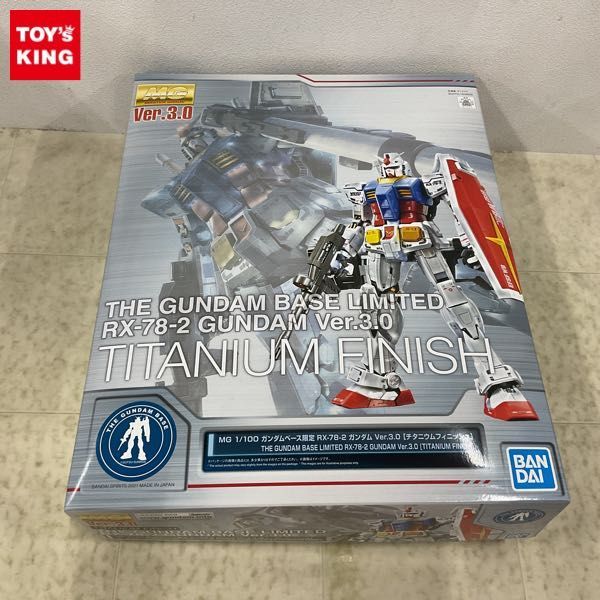 TOY's
KING
MG
Ver.3.0
THE GUNDAM BASE LIMITED
RX-78-2 GUNDAM Ver.3.0
TITANIUM FINISH
THE GUNDAM BASE
MG 1/100 ガンダムベース限定 RX-78-2 ガンダム Ver.3.0 [チタニウムフィニッシュ]
THE GUNDAM BASE LIMITED RX-78-2 GUNDAM Ver.3.0 [TITANIUM FINISH]
BANDAI SPIRITS 2021 MADE IN JAPAN
BAN
DAI